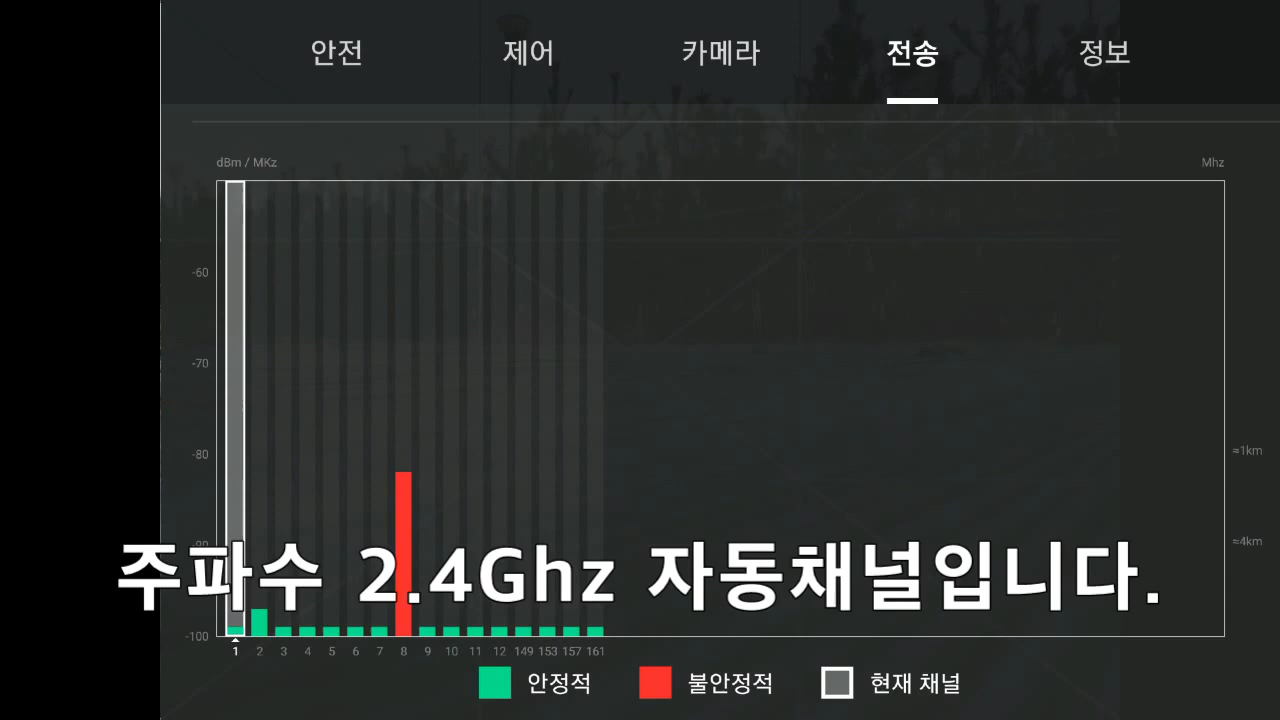 안전 제어 카메라 전송 정보
dBm / MKz Mhz
-60
-70
-80
≈1km
-90
≈4km
주파수 2.4Ghz 자동채널입니다.
-100
1 2 3 4 5 6 7 8 9 10 11 12 149 153 157 161
안정적 불안정적 현재 채널